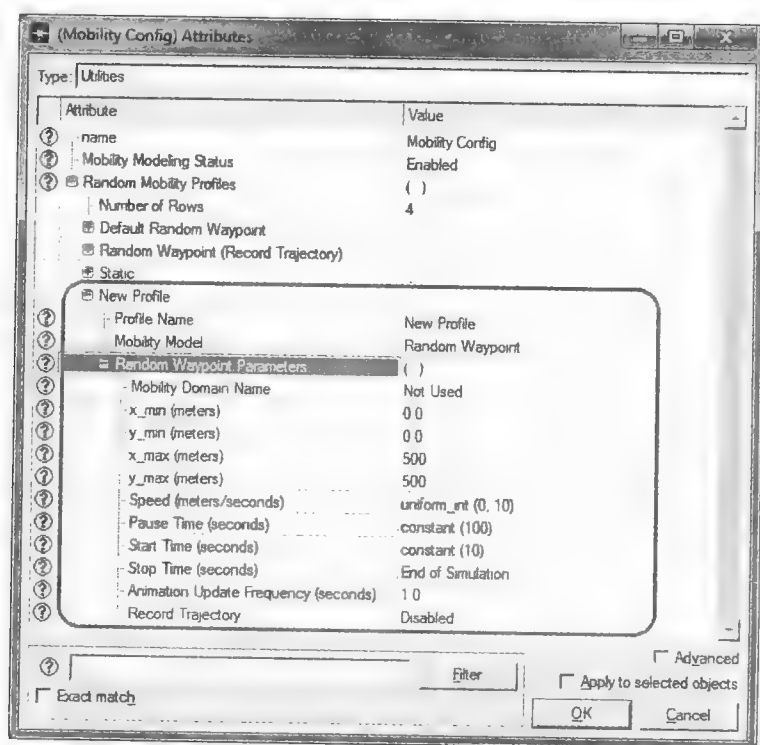 (Mobility Config) Attributes
Type: Utilities
Attribute Value
name Mobility Config
Mobility Modeling Status Enabled
Random Mobility Profiles ( )
Number of Rows 4
Default Random Waypoint
Random Waypoint (Record Trajectory)
Static
New Profile
Profile Name New Profile
Mobility Model Random Waypoint
Random Waypoint Parameters ( )
Mobility Domain Name Not Used
x_min (meters) 0 0
y_min (meters) 0 0
x_max (meters) 500
y_max (meters) 500
Speed (meters/seconds) uniform_int (0, 10)
Pause Time (seconds) constant (100)
Start Time (seconds) constant (10)
Stop Time (seconds) End of Simulation
Animation Update Frequency (seconds) 1 0
Record Trajectory Disabled
Advanced
Filter
Apply to selected objects
Exact match
OK Cancel